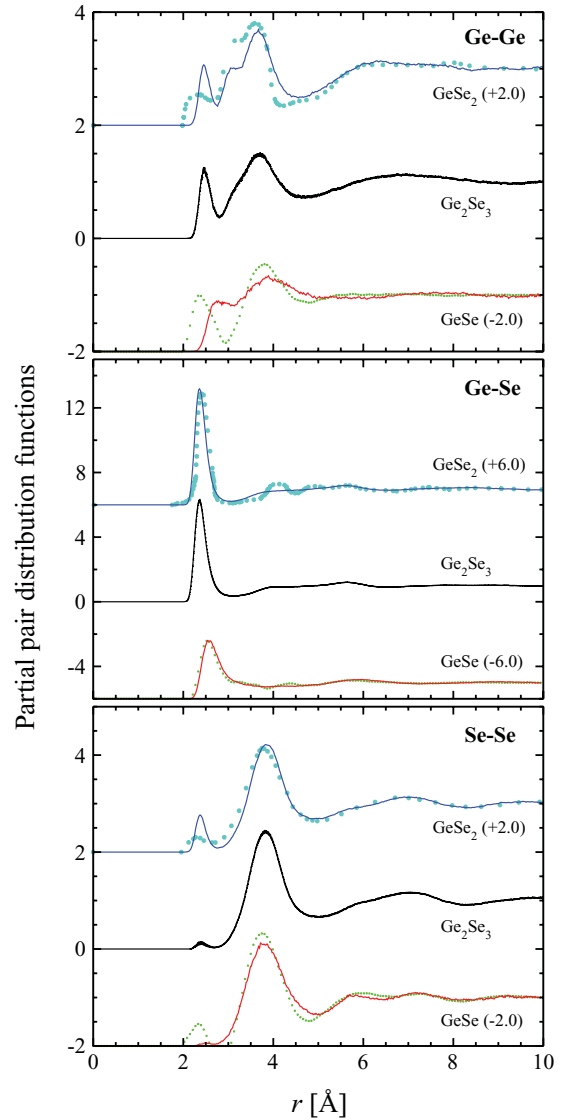 4
Ge-Ge
GeSe2 (+2.0)
2
Ge2Se3
0
GeSe (-2.0)
-2
Ge-Se
12
GeSe2 (+6.0)
8
4
Ge2Se3
0
GeSe (-6.0)
-4
Se-Se
4
GeSe2 (+2.0)
2
Ge2Se3
0
GeSe (-2.0)
-2
0 2 4 6 8 10
r [Å]
Partial pair distribution functions